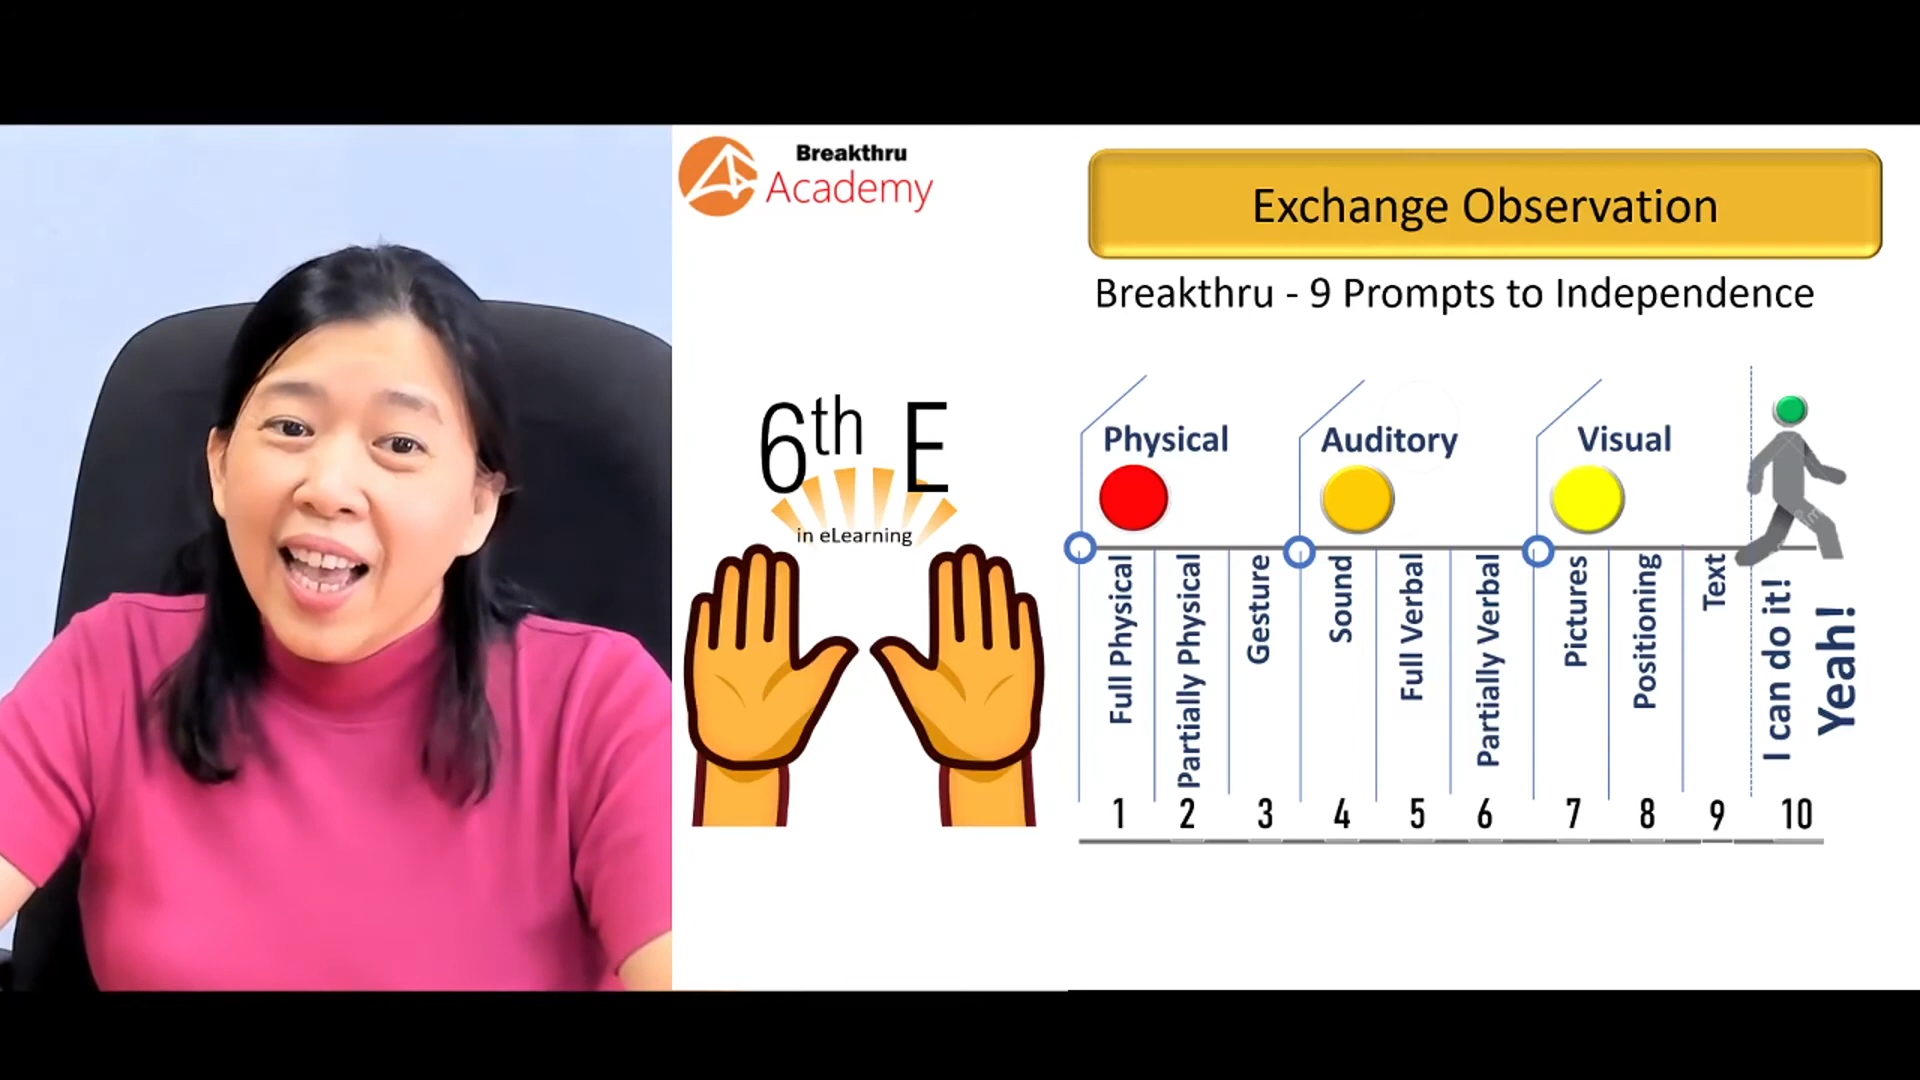 Breakthru
Academy
Exchange Observation
Breakthru - 9 Prompts to Independence
6th E
in eLearning
Physical
Auditory
Visual
Full Physical
Partially Physical
Gesture
Sound
Full Verbal
Partially Verbal
Pictures
Positioning
Text
I can do it!
Yeah!
1 2 3 4 5 6 7 8 9 10